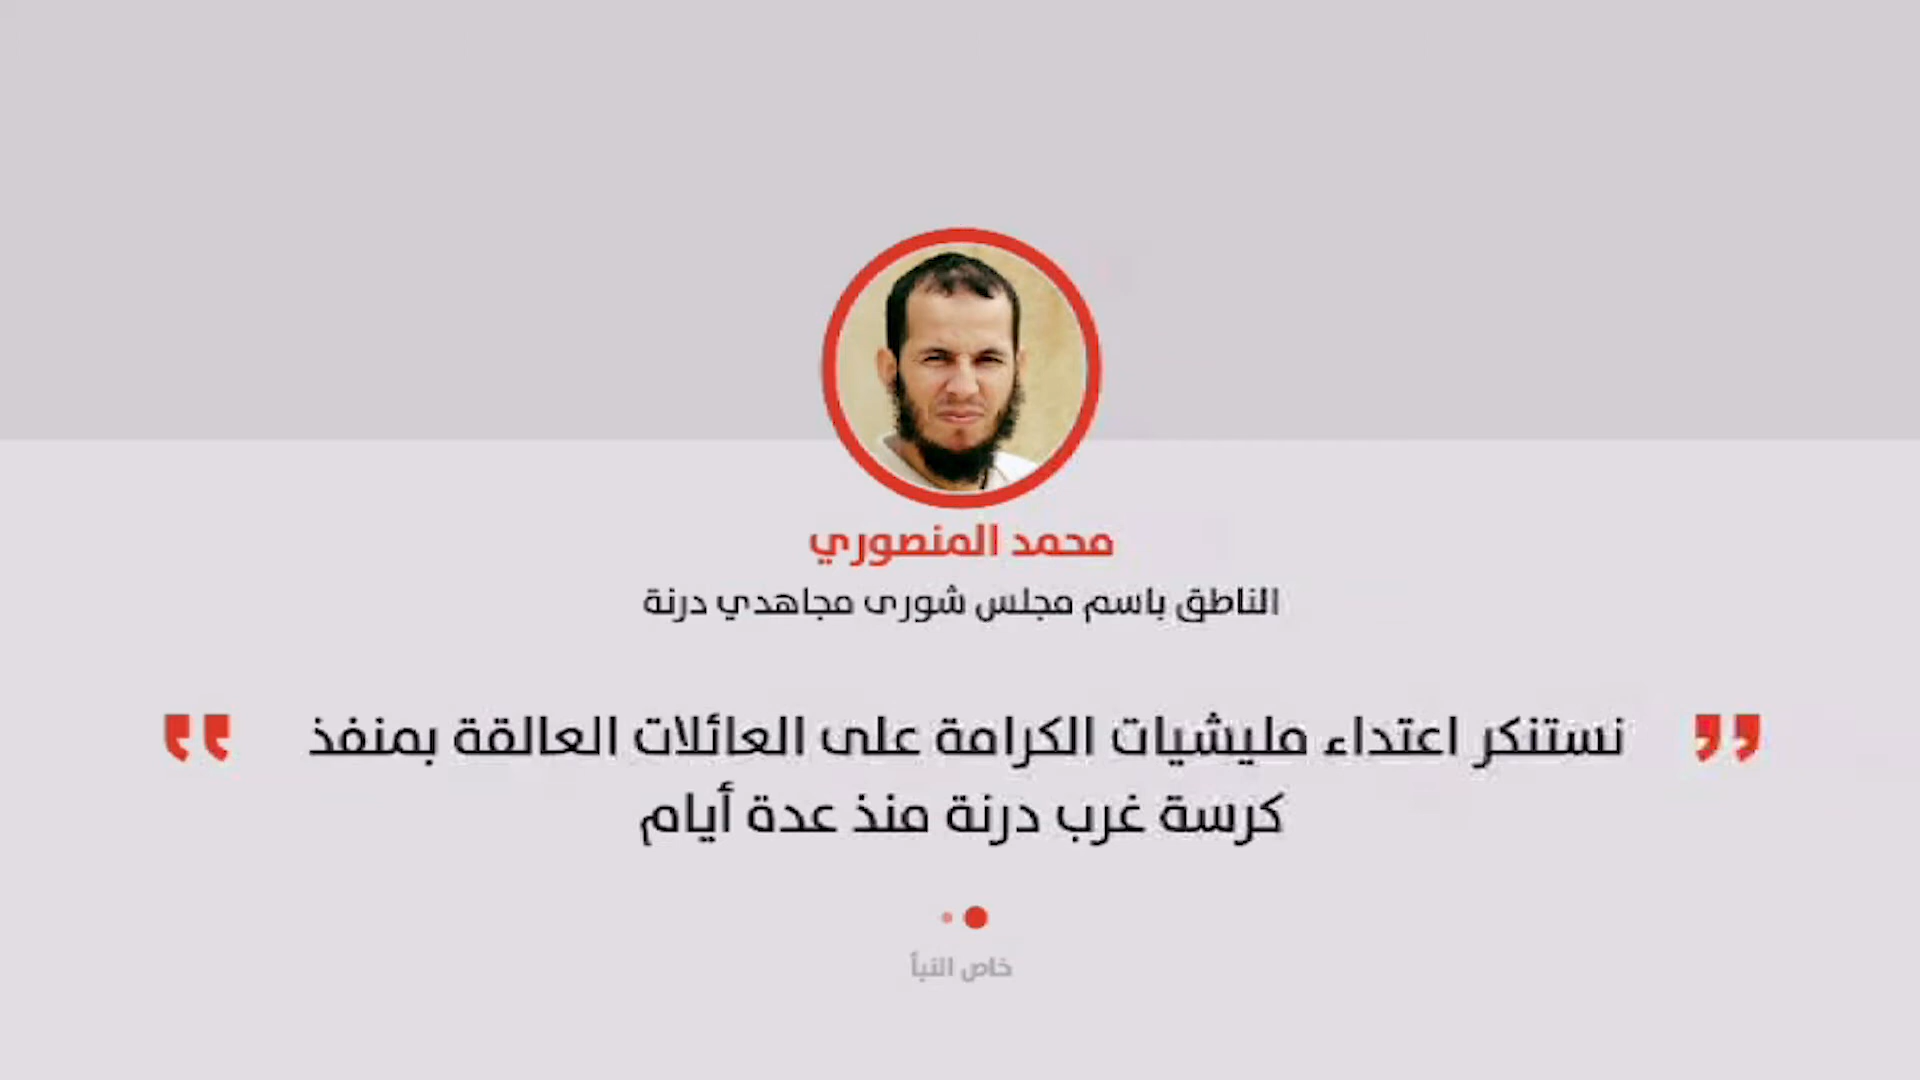 محمد المنصوري
الناطق باسم مجلس شورى مجاهدي درنة
نستنكر اعتداء مليشيات الكرامة على العائلات العالقة بمنفذ
كرسة غرب درنة منذ عدة أيام
خاص النبأ